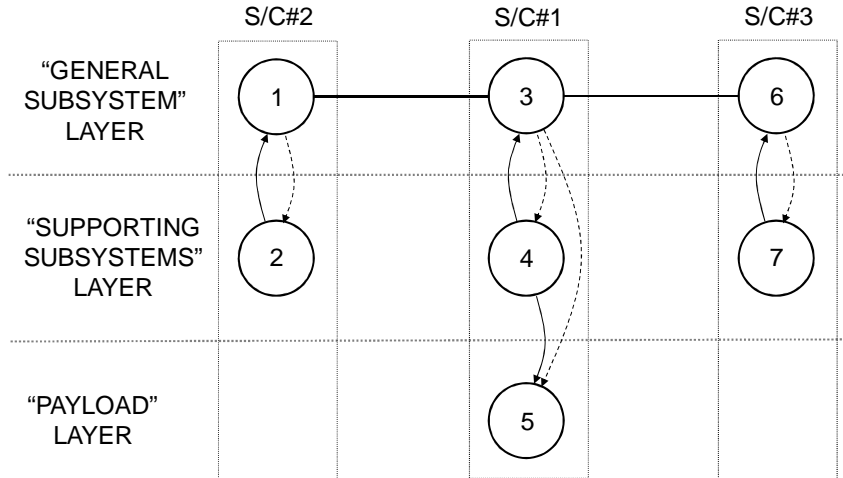 S/C#2 S/C#1 S/C#3
“GENERAL
SUBSYSTEM”
LAYER
1 3 6
“SUPPORTING
SUBSYSTEMS”
LAYER
2 4 7
“PAYLOAD”
LAYER
5